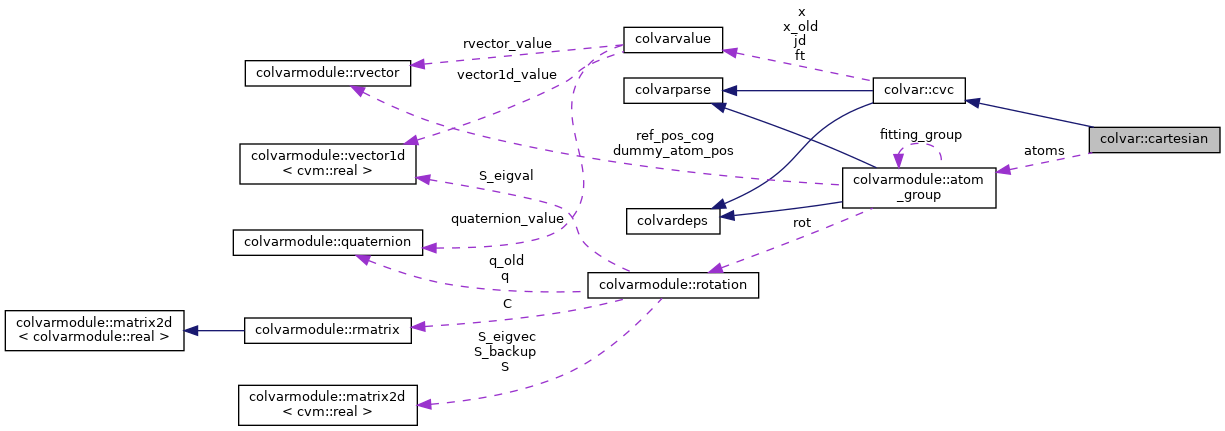 x
x_old
jd
ft
colvarvalue
rvector_value
colvarmodule::rvector
vector1d_value
colvarparse
colvar::cvc
colvar::cartesian
fitting_group
ref_pos_cog
dummy_atom_pos
atoms
colvarmodule::vector1d
< cvm::real >
S_eigval
colvarmodule::atom
_group
quaternion_value
colvardeps
rot
colvarmodule::quaternion
q_old
q
colvarmodule::rotation
C
colvarmodule::matrix2d
< colvarmodule::real >
colvarmodule::rmatrix
S_eigvec
S_backup
S
colvarmodule::matrix2d
< cvm::real >